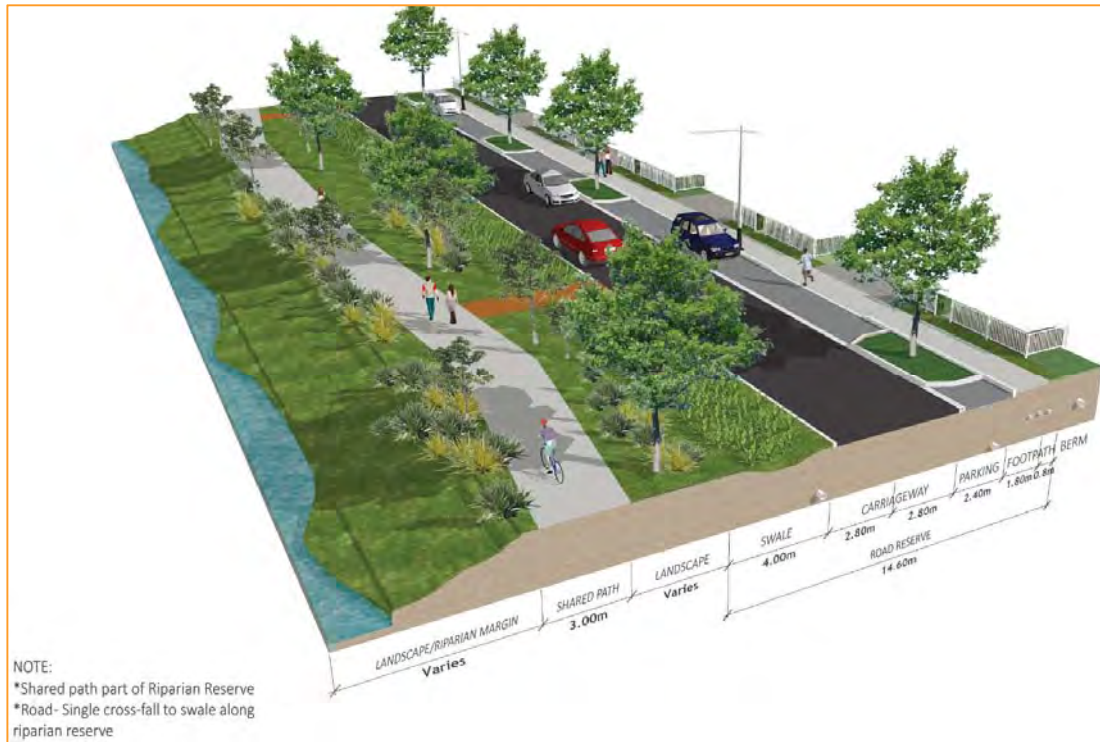 LANDSCAPE/RIPARIAN MARGIN
Varies
SHARED PATH
3.00m
LANDSCAPE
Varies
SWALE
4.00m
CARRIAGEWAY
2.80m
2.80m
PARKING
2.40m
FOOTPATH
1.80m
0.8m
BERM
ROAD RESERVE
14.60m
NOTE:
*Shared path part of Riparian Reserve
*Road- Single cross-fall to swale along
riparian reserve